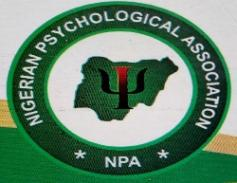 NIGERIAN PSYCHOLOGICAL ASSOCIATION
Ψ
* NPA *